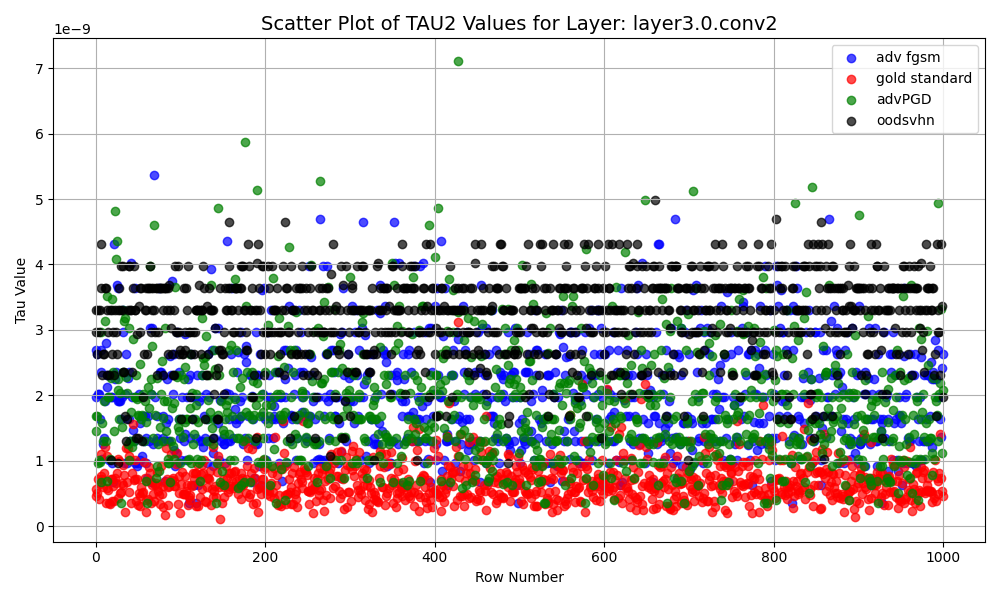 Scatter Plot of TAU2 Values for Layer: layer3.0.conv2
1e−9
adv fgsm
gold standard
advPGD
oodsvhn
7
6
5
4
3
2
1
0
Tau Value
0 200 400 600 800 1000
Row Number